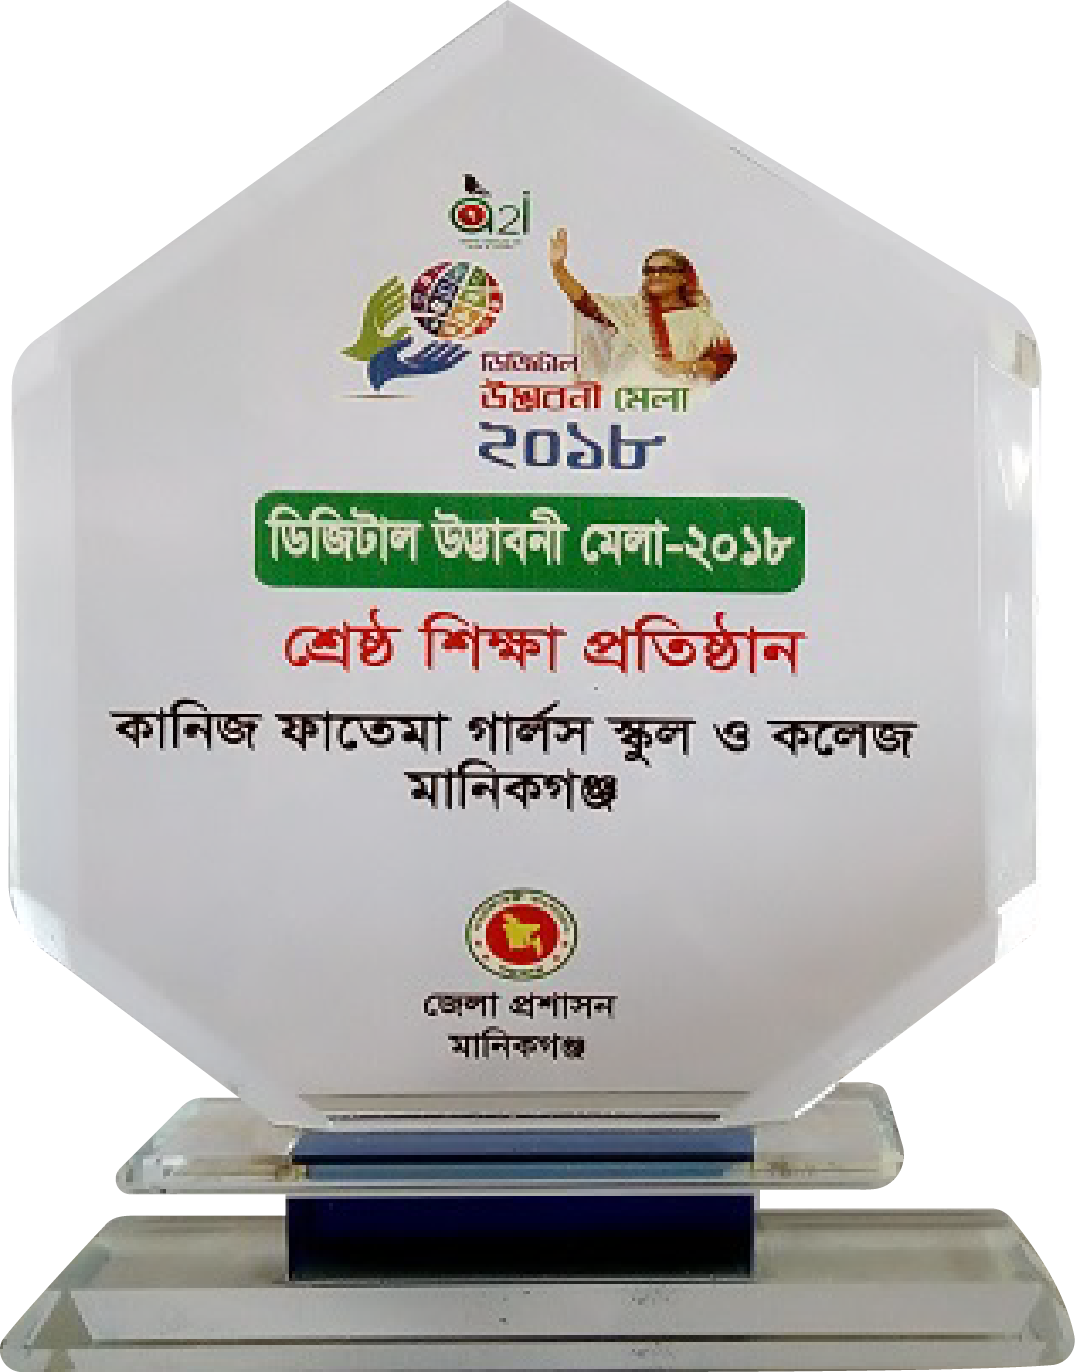 a2i
ডিজিটাল
উদ্ভাবনী মেলা
২০১৮
ডিজিটাল উদ্ভাবনী মেলা-২০১৮
শ্রেষ্ঠ শিক্ষা প্রতিষ্ঠান
কানিজ ফাতেমা গার্লস স্কুল ও কলেজ
মানিকগঞ্জ
জেলা প্রশাসন
মানিকগঞ্জ